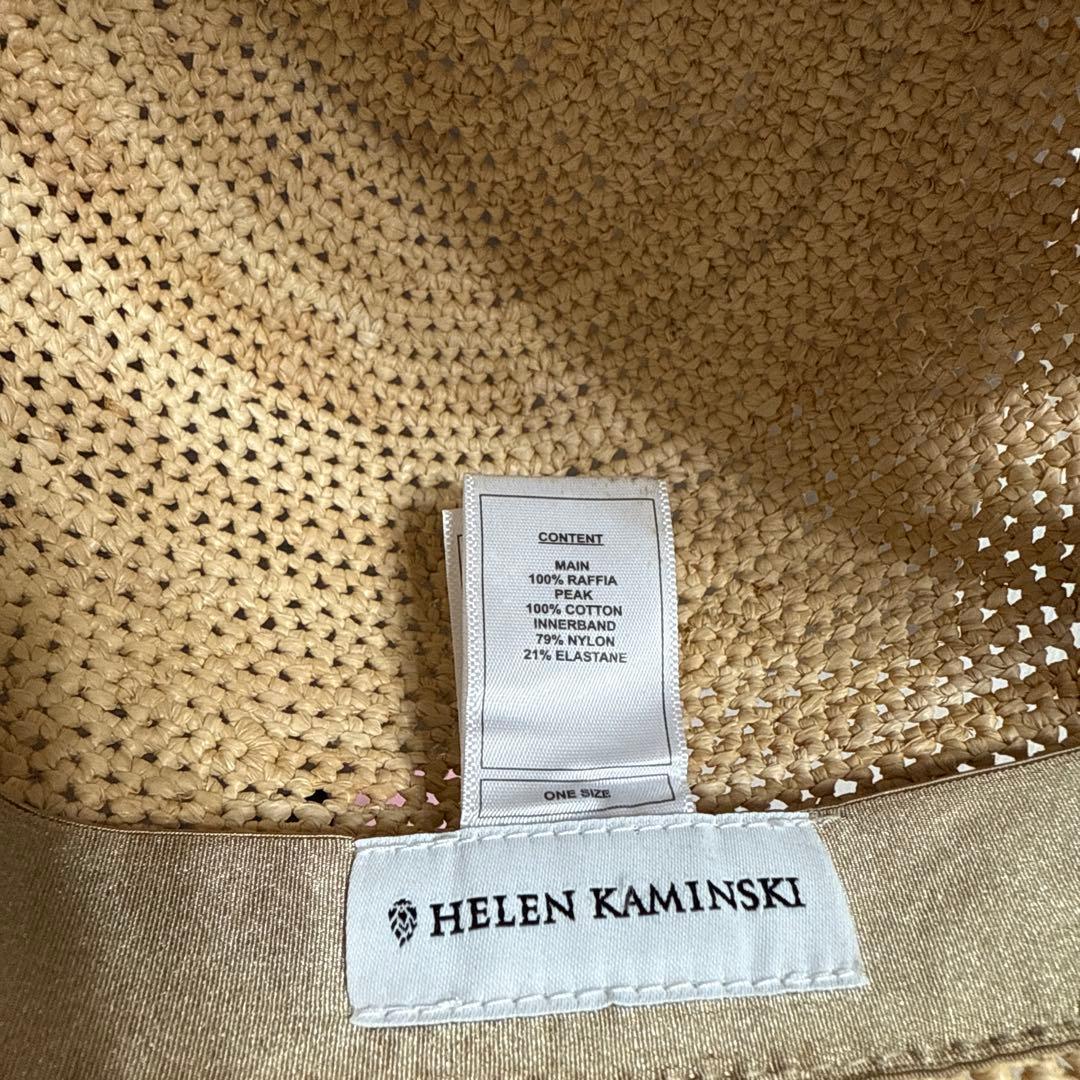 CONTENT
MAIN
100% RAFFIA
PEAK
100% COTTON
INNERBAND
79% NYLON
21% ELASTANE
ONE SIZE
HELEN KAMINSKI